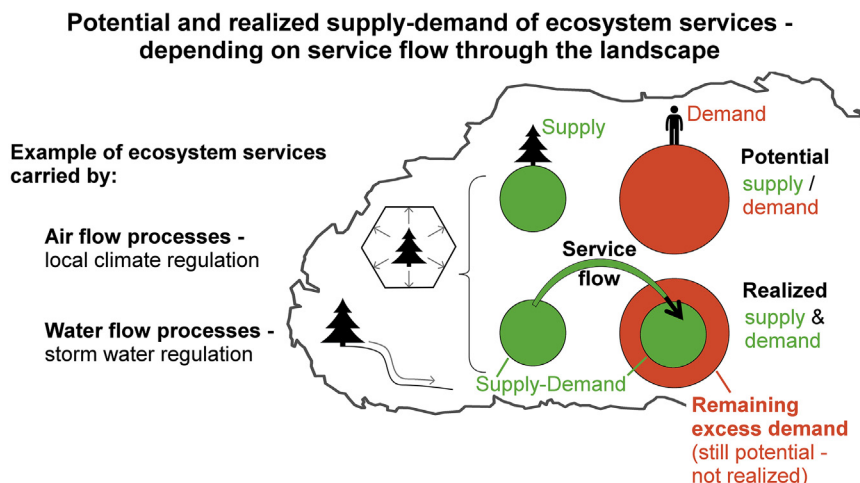 Potential and realized supply-demand of ecosystem services -
depending on service flow through the landscape
Example of ecosystem services
carried by:
Air flow processes -
local climate regulation
Water flow processes -
storm water regulation
Supply
Demand
Potential
supply /
demand
Service
flow
Realized
supply &
demand
Supply-Demand
Remaining
excess demand
(still potential -
not realized)